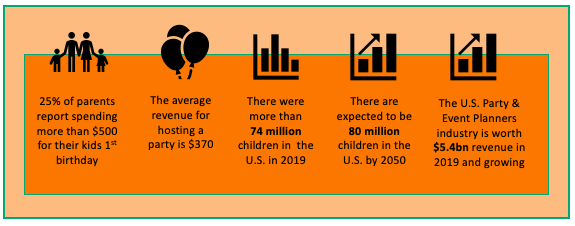 25% of parents
report spending
more than $500
for their kids 1st
birthday
The average
revenue for
hosting a
party is $370
There were
more than
74 million
children in the
U.S. in 2019
There are
expected to be
80 million
children in the
U.S. by 2050
The U.S. Party &
Event Planners
industry is worth
$5.4bn revenue in
2019 and growing